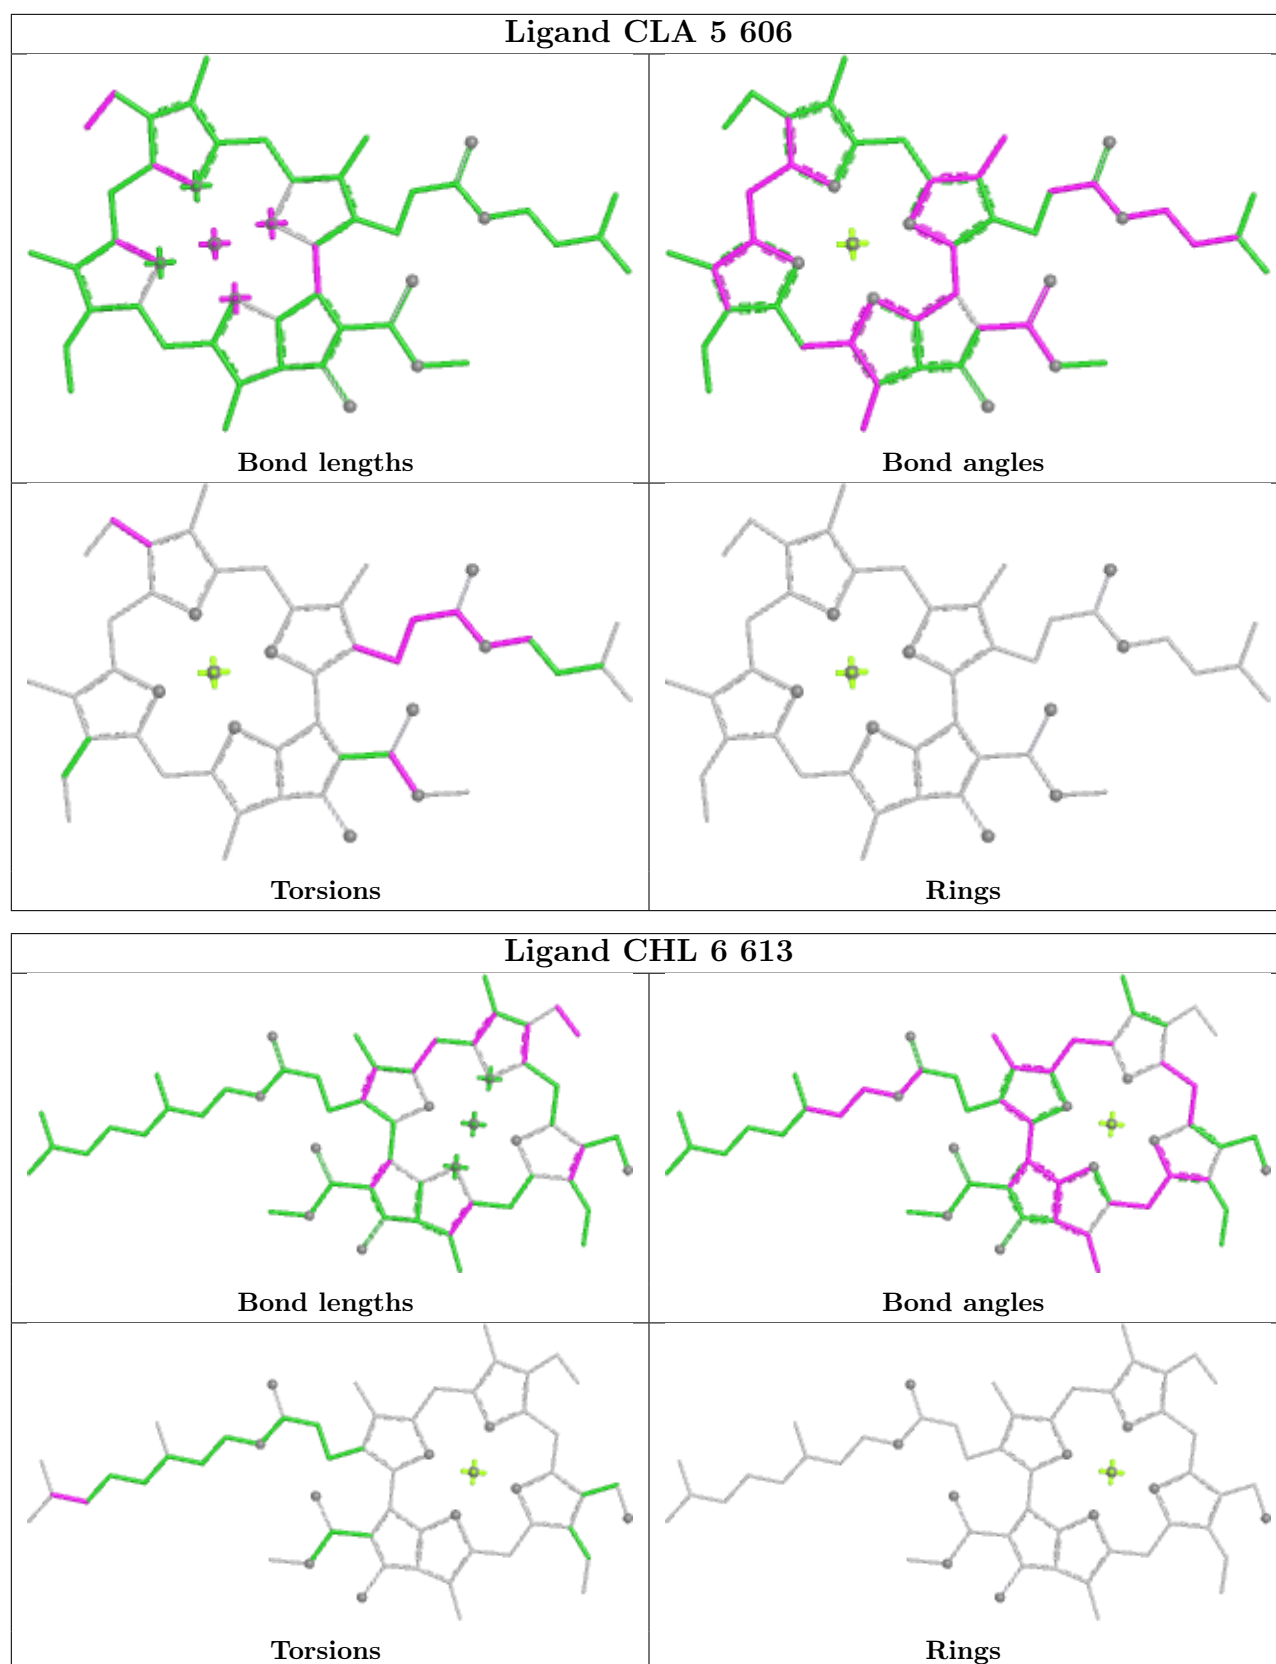 Ligand CLA 5 606
Bond lengths
Bond angles
Torsions
Rings
Ligand CHL 6 613
Bond lengths
Bond angles
Torsions
Rings